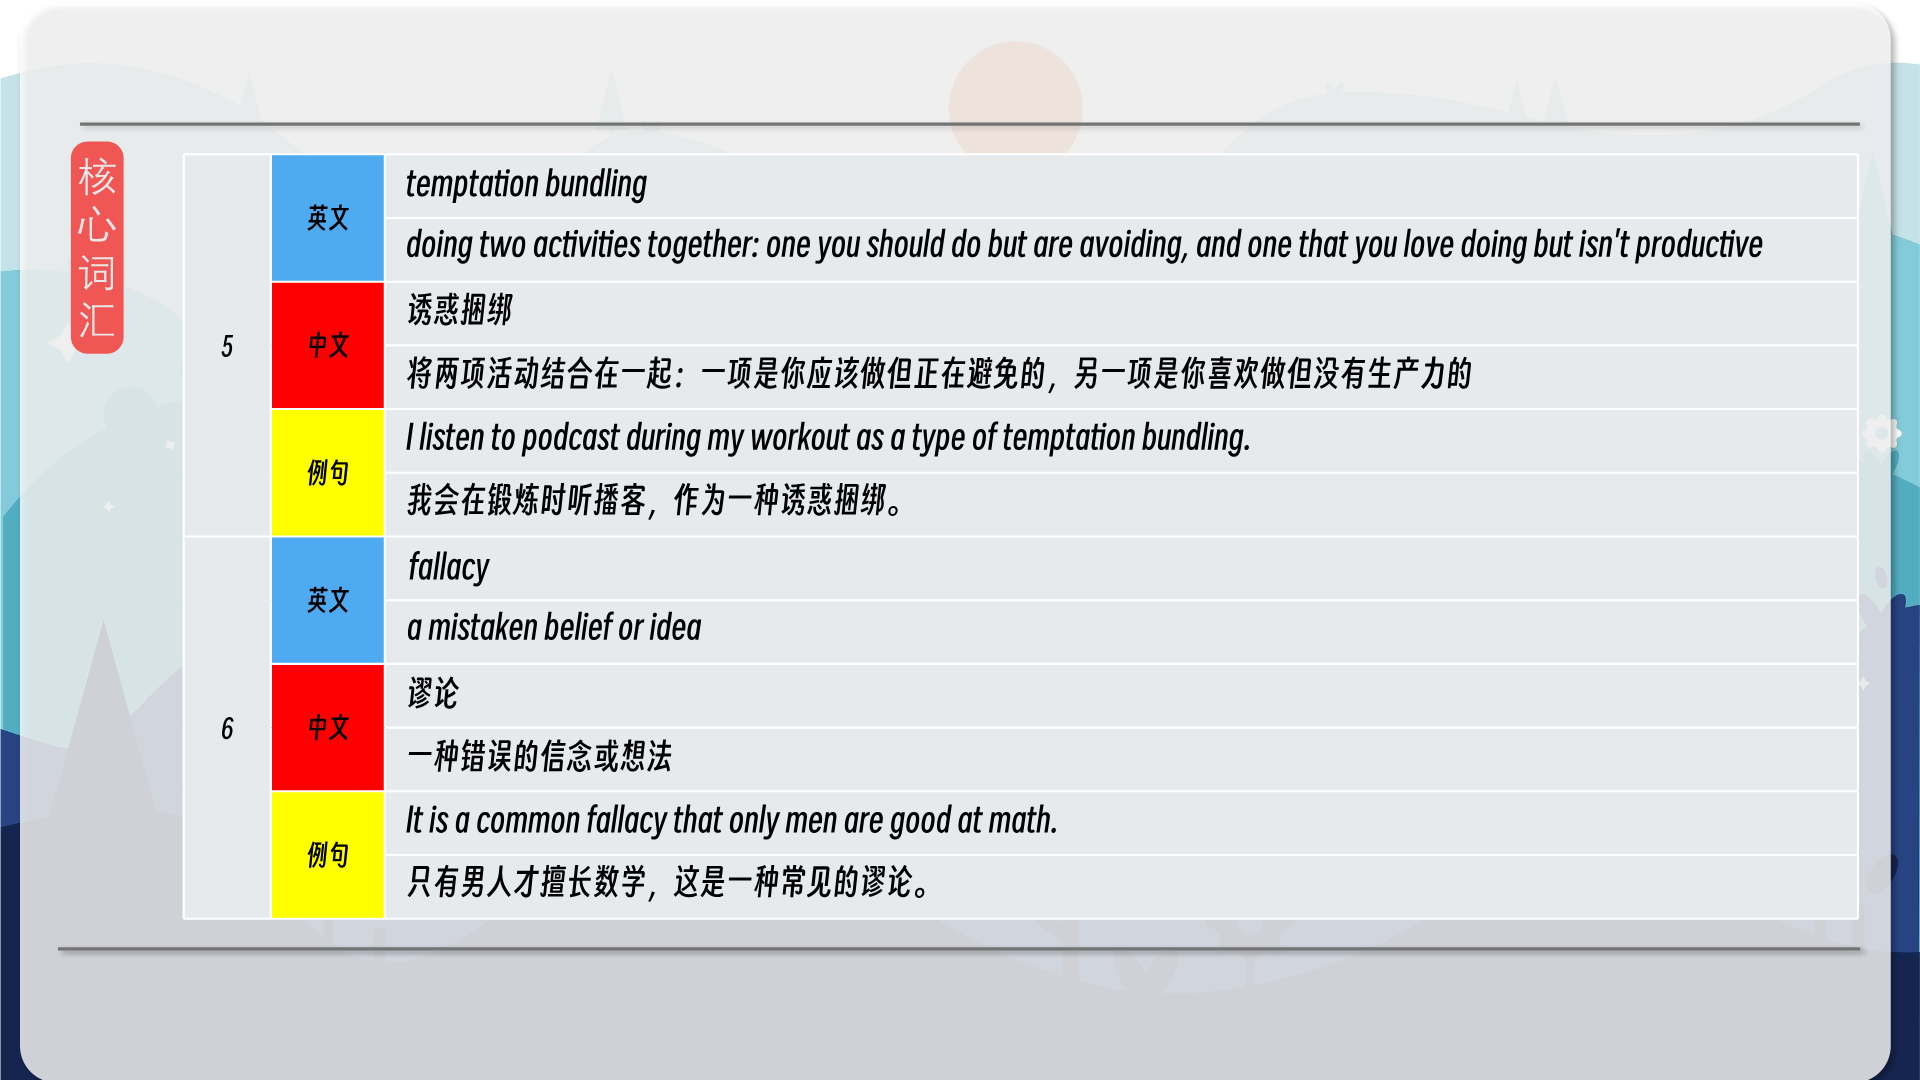 核心词汇
5
英文
temptation bundling
doing two activities together: one you should do but are avoiding, and one that you love doing but isn't productive
中文
诱惑捆绑
将两项活动结合在一起：一项是你应该做但正在避免的，另一项是你喜欢做但没有生产力的
例句
I listen to podcast during my workout as a type of temptation bundling.
我会在锻炼时听播客，作为一种诱惑捆绑。
6
英文
fallacy
a mistaken belief or idea
中文
谬论
一种错误的信念或想法
例句
It is a common fallacy that only men are good at math.
只有男人才擅长数学，这是一种常见的谬论。